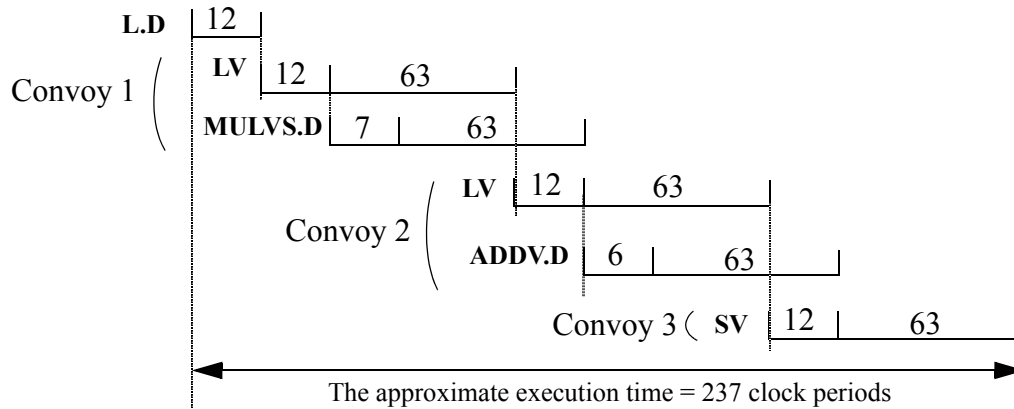 L.D 12
LV 12 63
Convoy 1
MULVS.D 7 63
LV 12 63
Convoy 2
ADDV.D 6 63
Convoy 3 SV 12 63
The approximate execution time = 237 clock periods